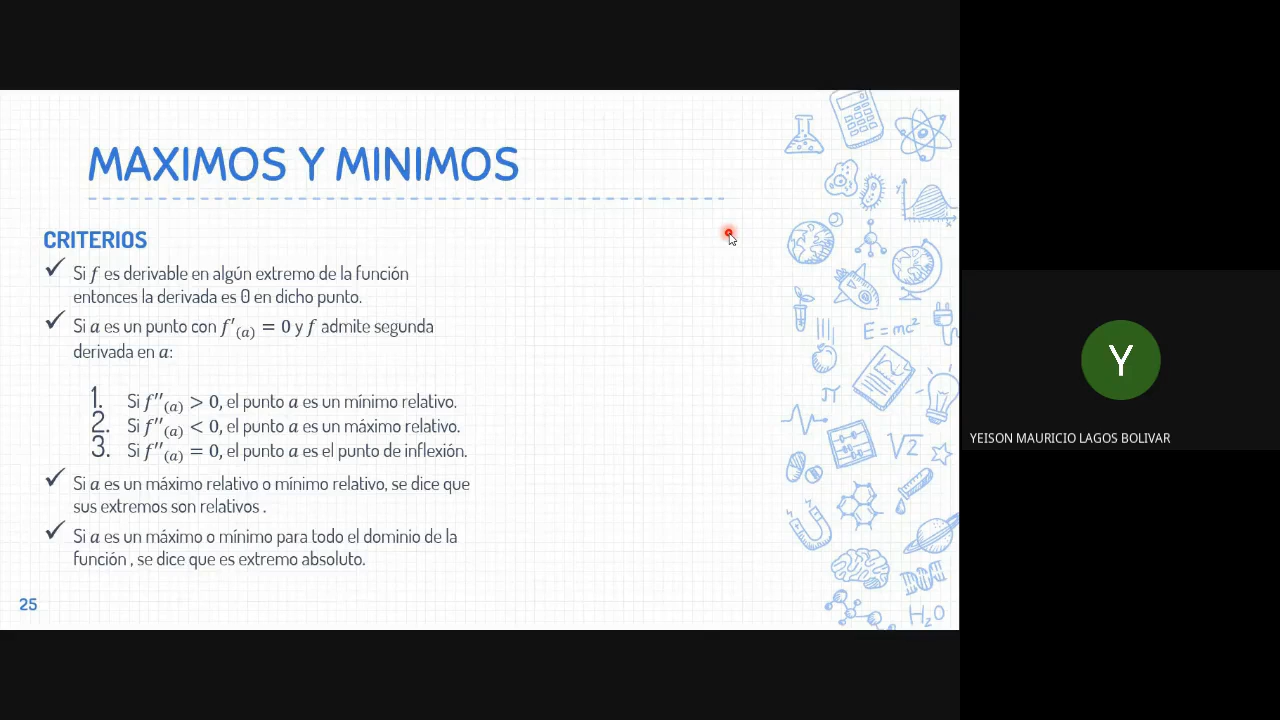 MAXIMOS Y MINIMOS
CRITERIOS
✓ Si f es derivable en algún extremo de la función
entonces la derivada es 0 en dicho punto.
✓ Si a es un punto con f′(a) = 0 y f admite segunda
derivada en a:
1. Si f″(a) > 0, el punto a es un mínimo relativo.
2. Si f″(a) < 0, el punto a es un máximo relativo.
3. Si f″(a) = 0, el punto a es el punto de inflexión.
✓ Si a es un máximo relativo o mínimo relativo, se dice que
sus extremos son relativos .
✓ Si a es un máximo o mínimo para todo el dominio de la
función , se dice que es extremo absoluto.
25
y
x
E = mc²
π
√2
H₂O
Y
YEISON MAURICIO LAGOS BOLIVAR